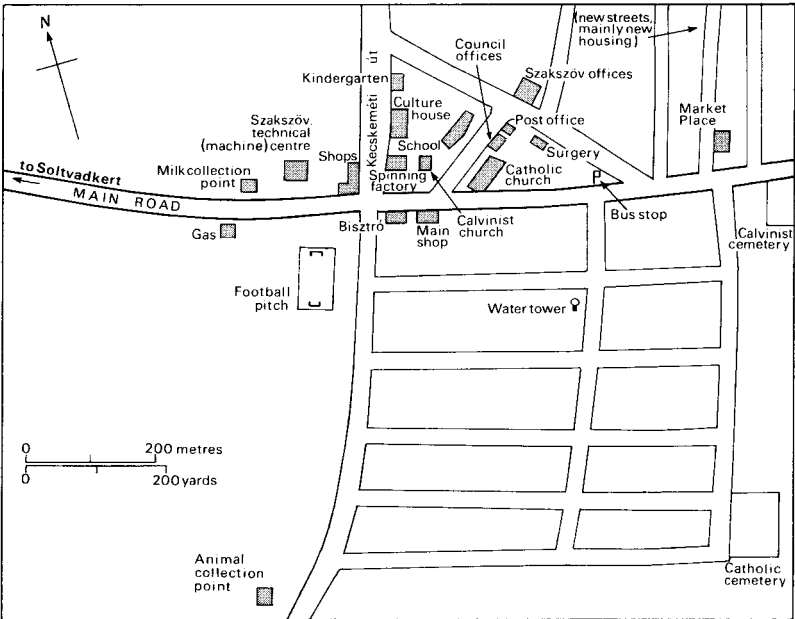 N
(new streets,
mainly new
housing)
Council
offices
Kecskeméti út
Kindergarten
Szakszöv offices
Culture
house
Post office
Market
Place
Szakszöv.
technical
(machine) centre
School
Surgery
Shops
to Soltvadkert
Milk collection
point
Spinning
factory
Catholic
church
P
MAIN ROAD
Bisztró
Main
shop
Calvinist
church
Bus stop
Gas
Calvinist
cemetery
Football
pitch
Water tower
0 200 metres
0 200 yards
Animal
collection
point
Catholic
cemetery